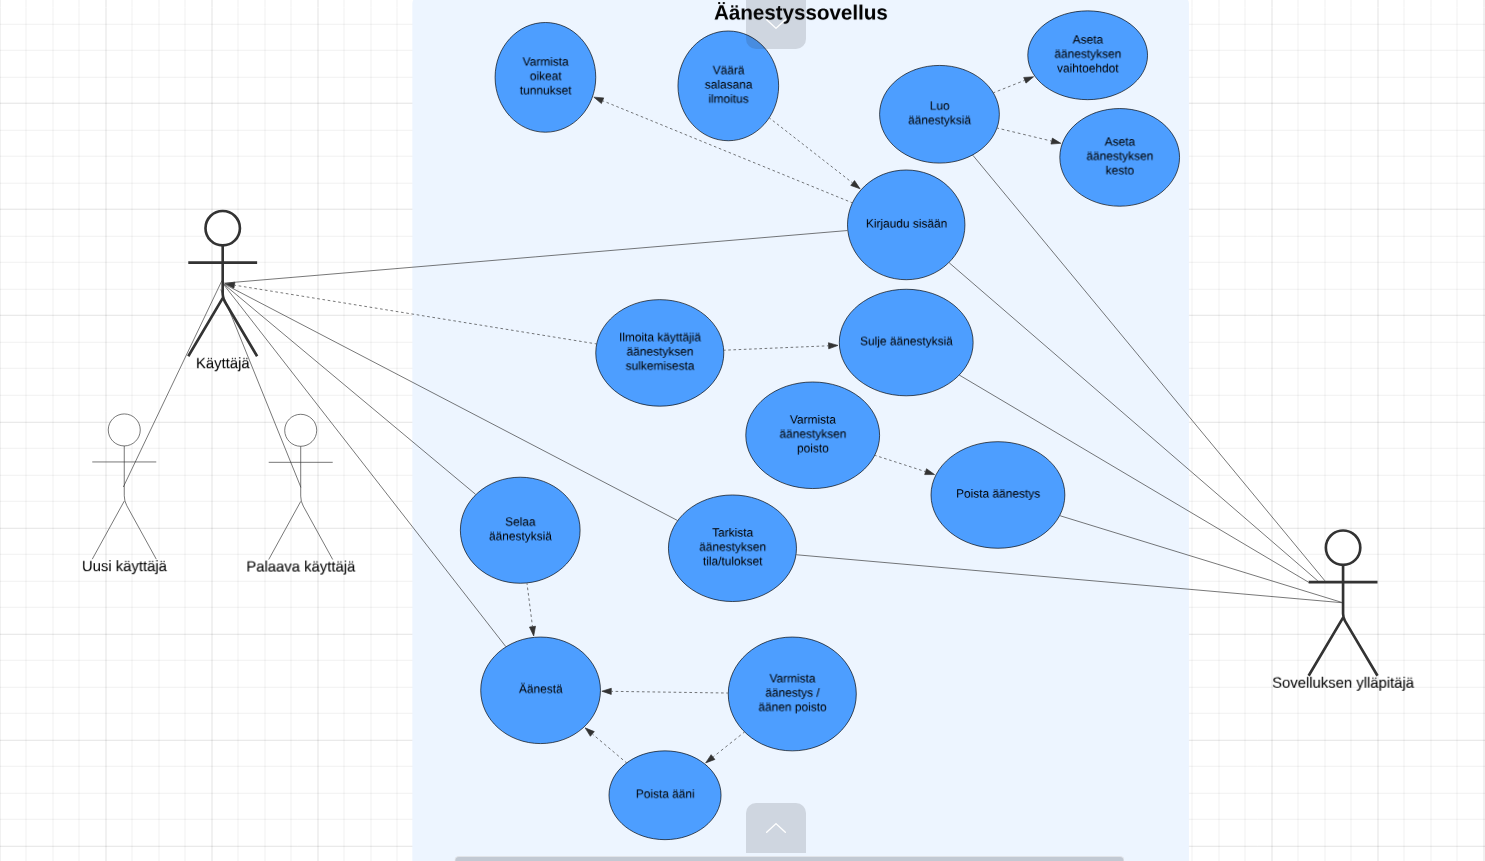 Äänestyssovellus
Varmista
oikeat
tunnukset
Väärä
salasana
ilmoitus
Luo
äänestyksiä
Aseta
äänestyksen
vaihtoehdot
Aseta
äänestyksen
kesto
Kirjaudu sisään
Käyttäjä
Ilmoita käyttäjiä
äänestyksen
sulkemisesta
Sulje äänestyksiä
Varmista
äänestyksen
poisto
Poista äänestys
Uusi käyttäjä
Palaava käyttäjä
Selaa
äänestyksiä
Tarkista
äänestyksen
tila/tulokset
Sovelluksen ylläpitäjä
Äänestä
Varmista
äänestys /
äänen poisto
Poista ääni